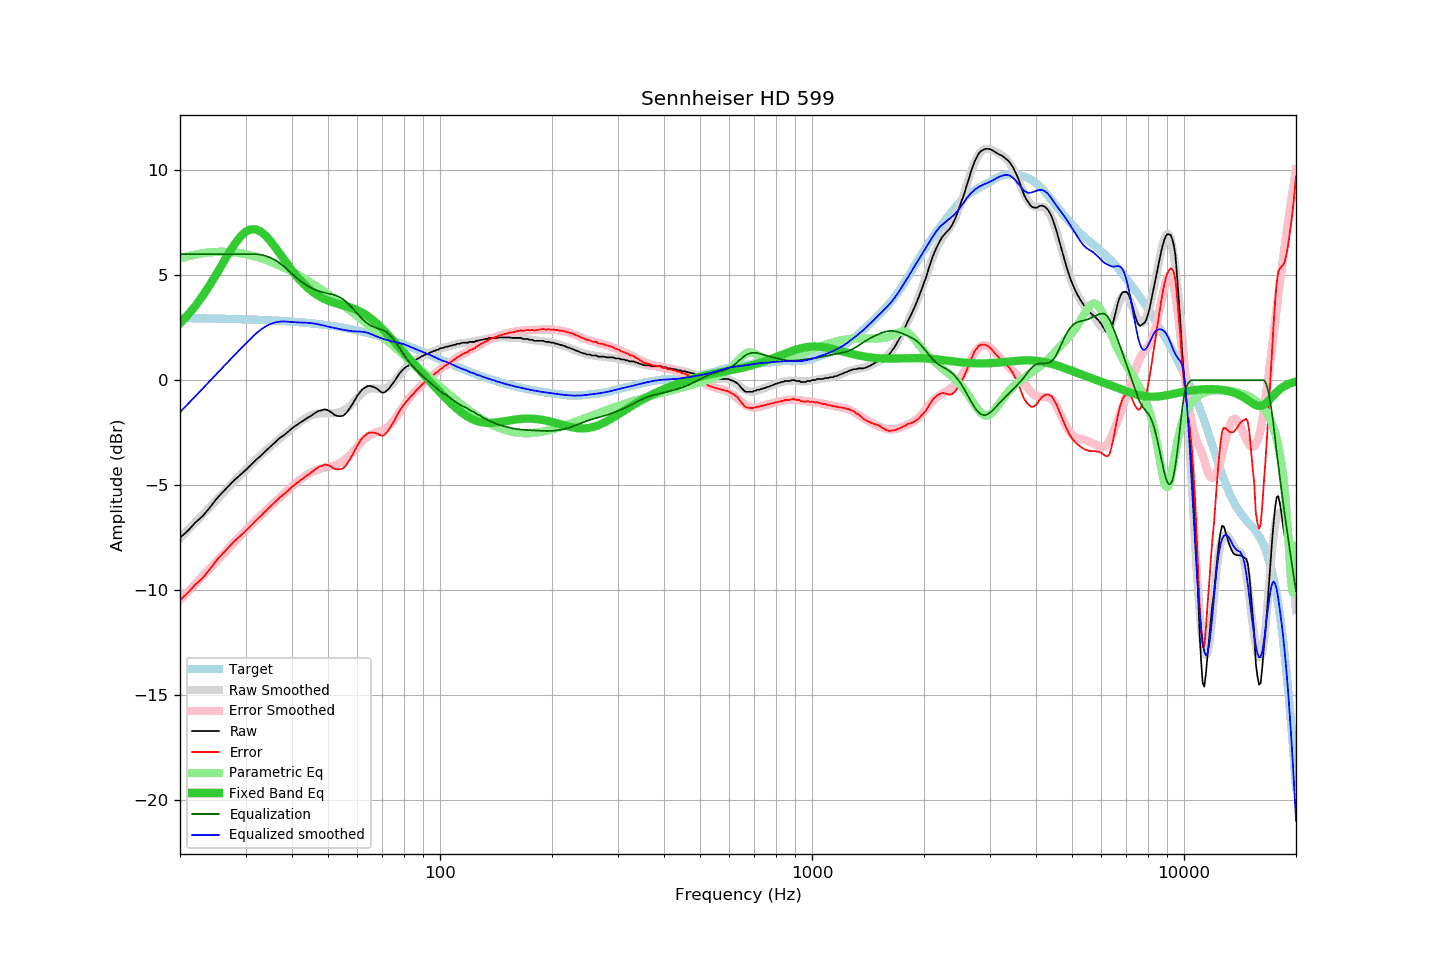 Sennheiser HD 599
10
5
0
−5
−10
−15
−20
Amplitude (dBr)
Target
Raw Smoothed
Error Smoothed
Raw
Error
Parametric Eq
Fixed Band Eq
Equalization
Equalized smoothed
100 1000 10000
Frequency (Hz)